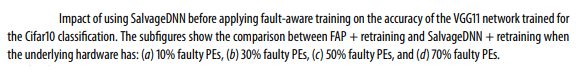 Impact of using SalvageDNN before applying fault-aware training on the accuracy of the VGG11 network trained for
the Cifar10 classification. The subfigures show the comparison between FAP + retraining and SalvageDNN + retraining when
the underlying hardware has: (a) 10% faulty PEs, (b) 30% faulty PEs, (c) 50% faulty PEs, and (d) 70% faulty PEs.